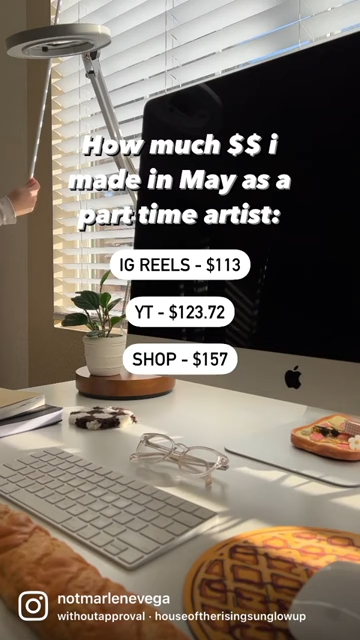 How much $$ i
made in May as a
part time artist:
IG REELS - $113
YT - $123.72
SHOP - $157
notmarlenevega
withoutapproval · houseoftherisingsunglowup